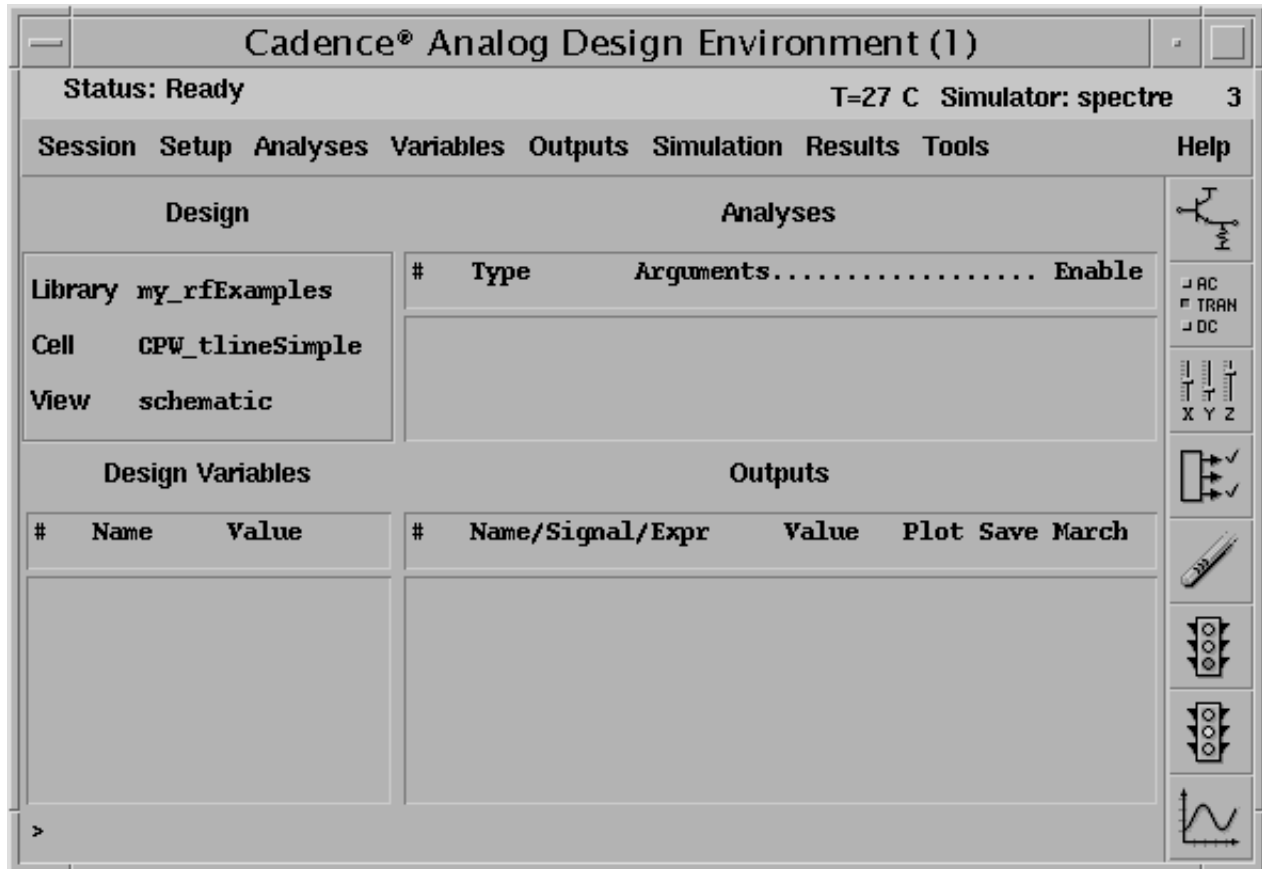 Cadence® Analog Design Environment (1)
Status: Ready T=27 C Simulator: spectre 3
Session Setup Analyses Variables Outputs Simulation Results Tools Help
Design
Library my_rfExamples
Cell CPW_tlineSimple
View schematic
Analyses
# Type Arguments................... Enable
Design Variables
# Name Value
Outputs
# Name/Signal/Expr Value Plot Save March
>
AC
TRAN
DC
X Y Z